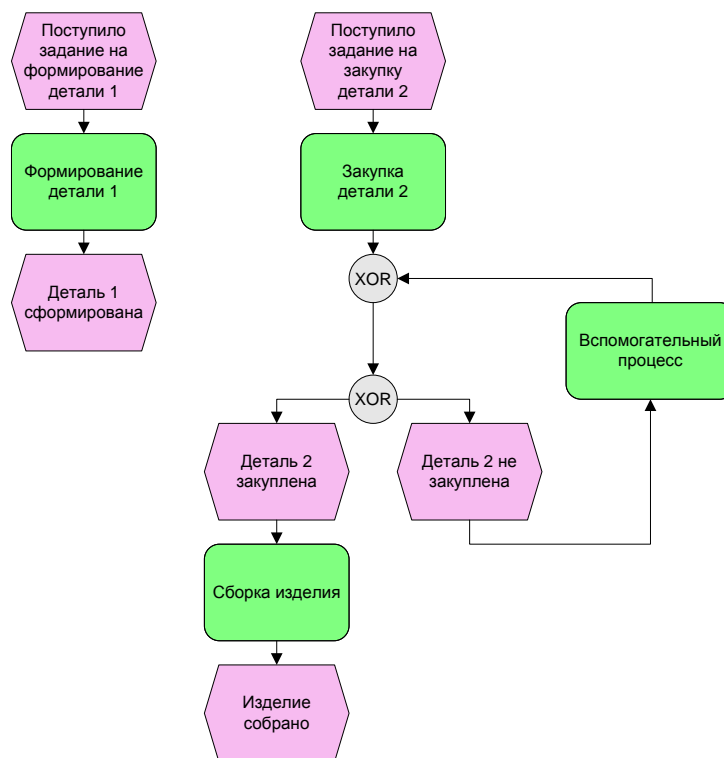 Поступило
задание на
формирование
детали 1
Поступило
задание на
закупку
детали 2
Формирование
детали 1
Закупка
детали 2
XOR
Деталь 1
сформирована
Вспомогательный
процесс
XOR
Деталь 2
закуплена
Деталь 2 не
закуплена
Сборка изделия
Изделие
собрано